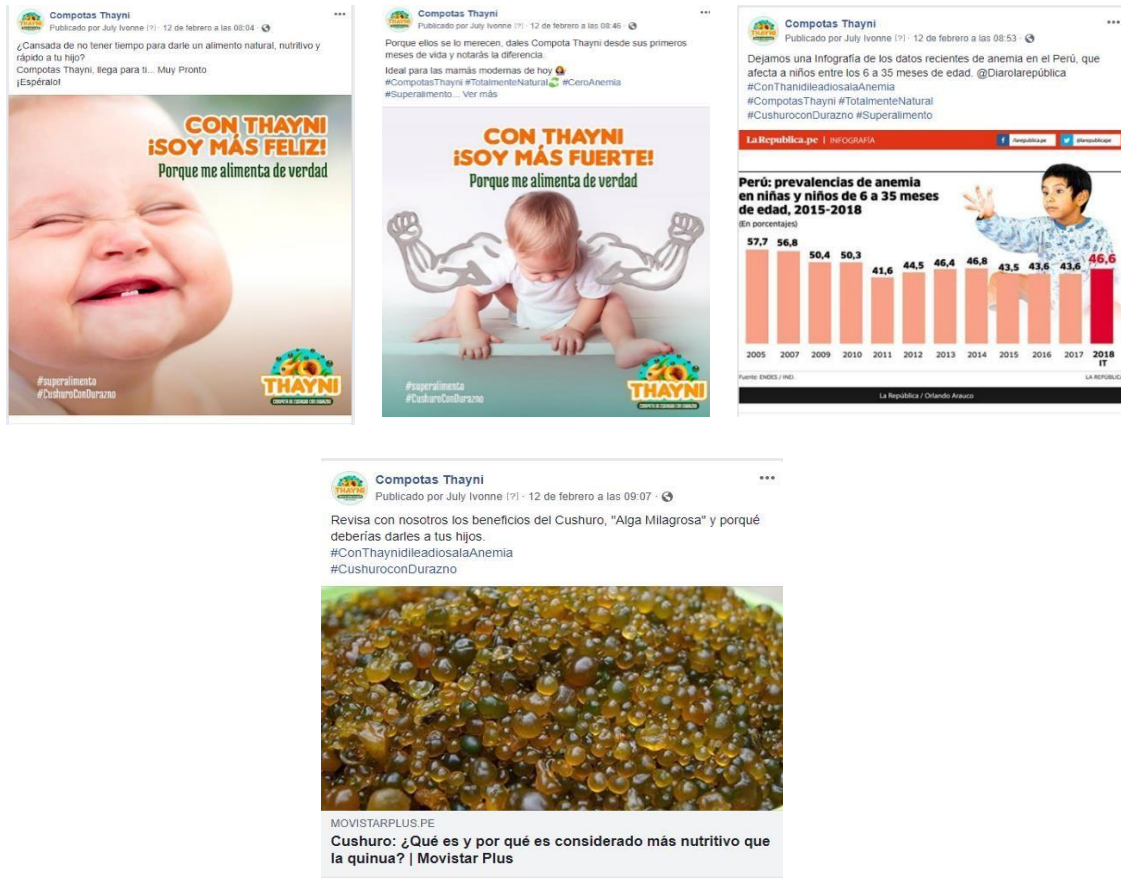 Compotas Thayni
Publicado por July Ivonne [?] · 12 de febrero a las 08:04 ·
¿Cansada de no tener tiempo para darle un alimento natural, nutritivo y
rápido a tu hijo?
Compotas Thayni, llega para ti... Muy Pronto
¡Espéralo!
CON THAYNI
¡SOY MÁS FELIZ!
Porque me alimenta de verdad
#superalimento
#CushuroConDurazno
THAYNI
COMPOTA DE CUSHURO CON DURAZNO
Compotas Thayni
Publicado por July Ivonne [?] · 12 de febrero a las 08:46 ·
Porque ellos se lo merecen, dales Compota Thayni desde sus primeros
meses de vida y notarás la diferencia.
Ideal para las mamás modernas de hoy
#CompotasThayni #TotalmenteNatural #CeroAnemia
#Superalimento... Ver más
CON THAYNI
¡SOY MÁS FUERTE!
Porque me alimenta de verdad
#superalimento
#CushuroConDurazno
THAYNI
COMPOTA DE CUSHURO CON DURAZNO
Compotas Thayni
Publicado por July Ivonne [?] · 12 de febrero a las 08:53 ·
Dejamos una Infografía de los datos recientes de anemia en el Perú, que
afecta a niños entre los 6 a 35 meses de edad. @Diarolarepública
#ConThanidileadiosalaAnemia
#CompotasThayni #TotalmenteNatural
#CushuroconDurazno #Superalimento
LaRepublica.pe | INFOGRAFÍA
/larepublicape
@larepublicape
Perú: prevalencias de anemia
en niñas y niños de 6 a 35 meses
de edad, 2015-2018
(En porcentajes)
57,7 56,8 50,4 50,3 41,6 44,5 46,4 46,8 43,5 43,6 43,6 46,6
2005 2007 2009 2010 2011 2012 2013 2014 2015 2016 2017 2018
IT
Fuente: ENDES / INEI.
LA REPÚBLICA
La República / Orlando Arauco
Compotas Thayni
Publicado por July Ivonne [?] · 12 de febrero a las 09:07 ·
Revisa con nosotros los beneficios del Cushuro, "Alga Milagrosa" y porqué
deberías darles a tus hijos.
#ConThaynidileadiosalaAnemia
#CushuroconDurazno
MOVISTARPLUS.PE
Cushuro: ¿Qué es y por qué es considerado más nutritivo que
la quinua? | Movistar Plus